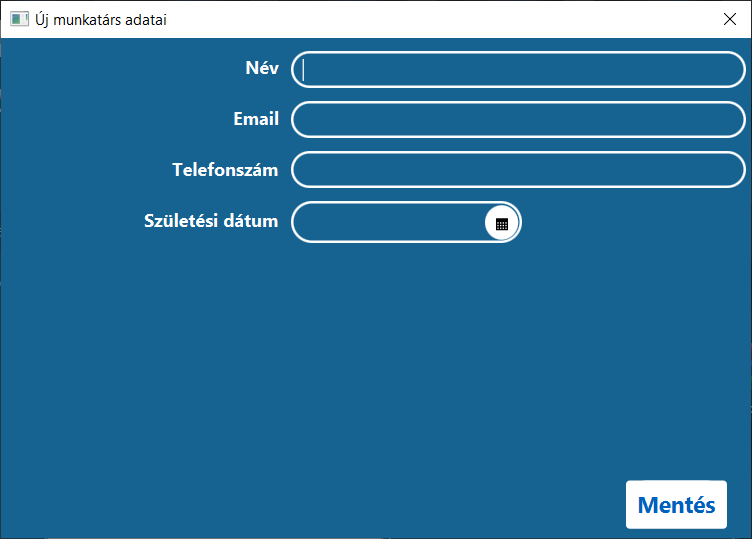 Új munkatárs adatai
Név
Email
Telefonszám
Születési dátum
Mentés